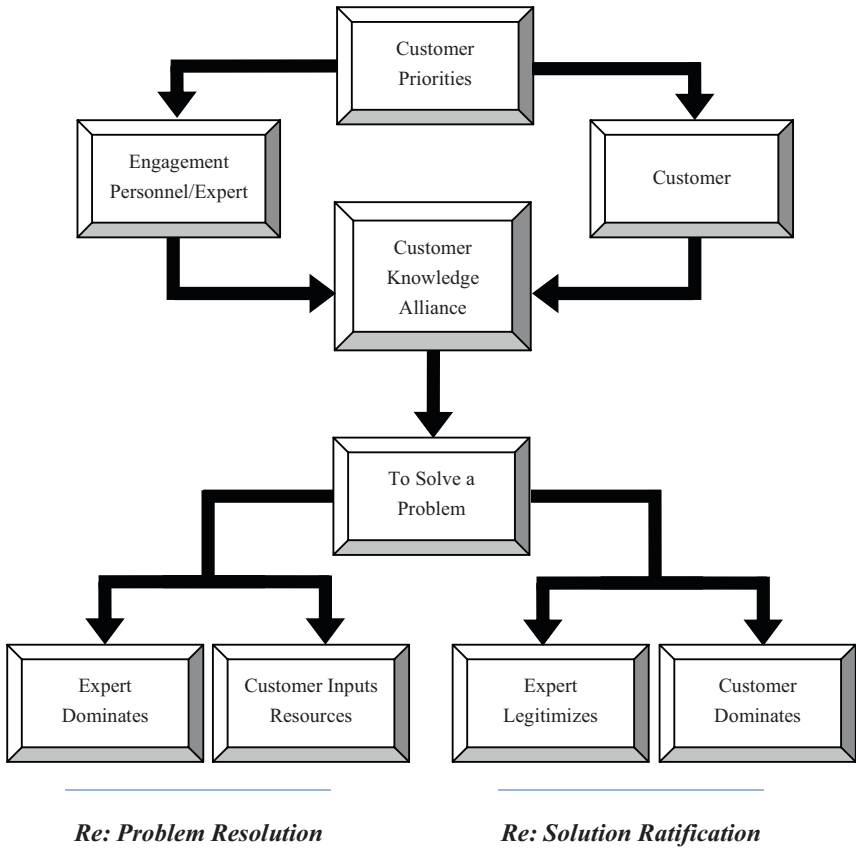 Customer
Priorities
Engagement
Personnel/Expert
Customer
Customer
Knowledge
Alliance
To Solve a
Problem
Expert
Dominates
Customer Inputs
Resources
Expert
Legitimizes
Customer
Dominates
Re: Problem Resolution
Re: Solution Ratification